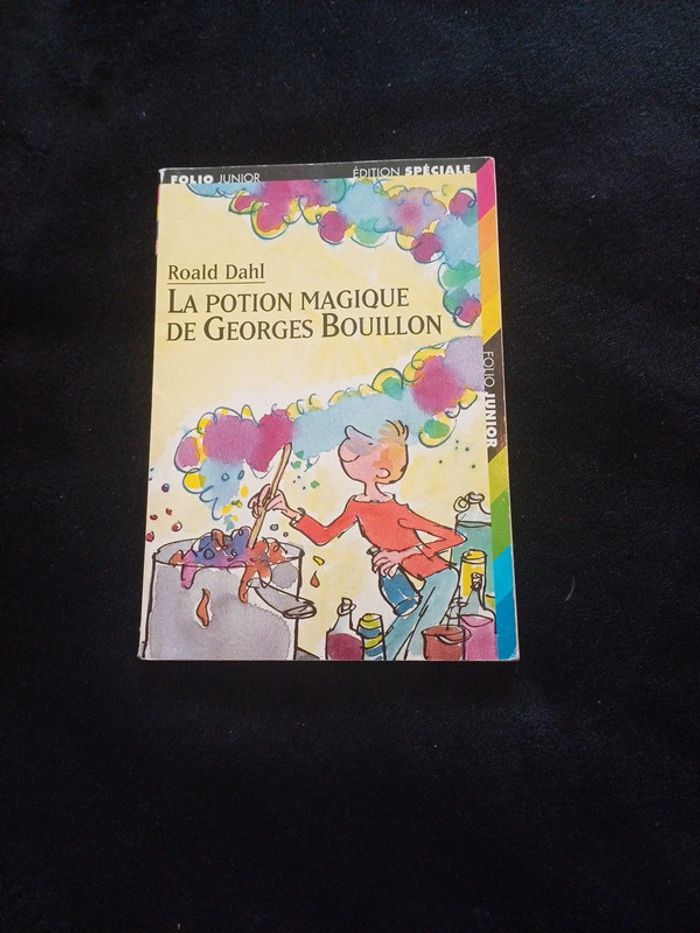 FOLIO JUNIOR
ÉDITION SPÉCIALE
Roald Dahl
LA POTION MAGIQUE
DE GEORGES BOUILLON
FOLIO JUNIOR